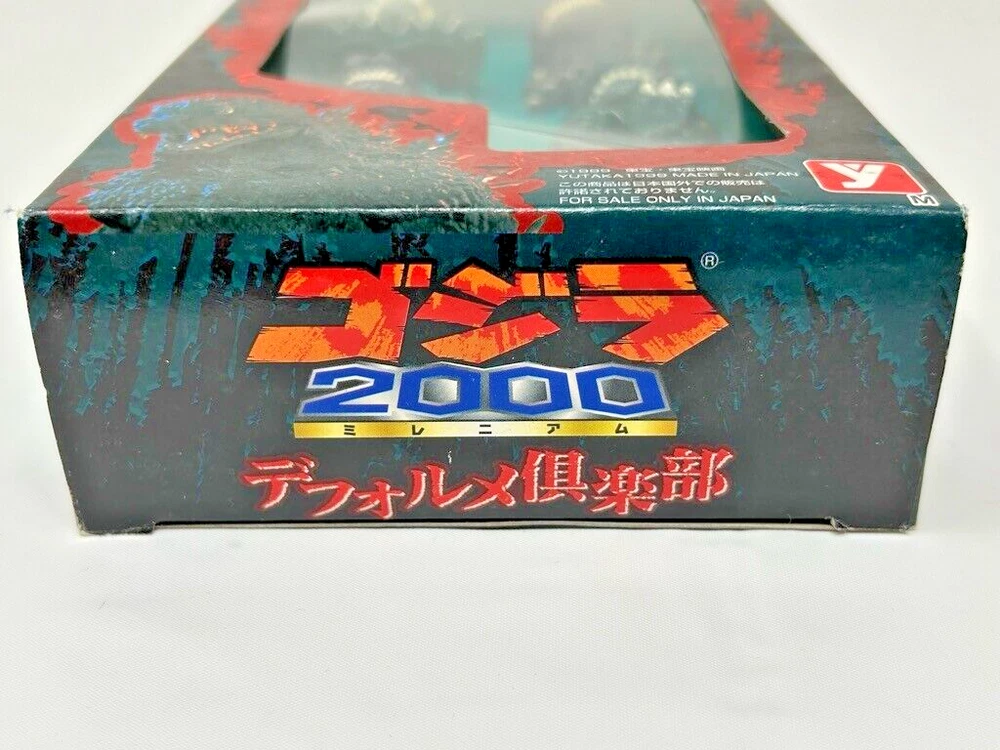 ©1999 東宝・東宝映画
YUTAKA1999 MADE IN JAPAN
この商品は日本国外での販売は
許諾されておりません。
FOR SALE ONLY IN JAPAN
y
M
ゴジラ®
2000
ミレニアム
デフォルメ倶楽部